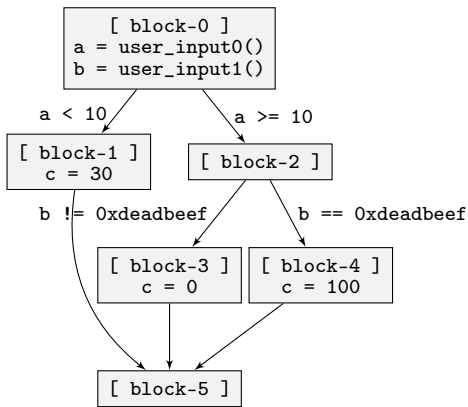 [ block-0 ]
a = user_input0()
b = user_input1()
a < 10
a >= 10
[ block-1 ]
c = 30
[ block-2 ]
b != 0xdeadbeef
b == 0xdeadbeef
[ block-3 ]
c = 0
[ block-4 ]
c = 100
[ block-5 ]